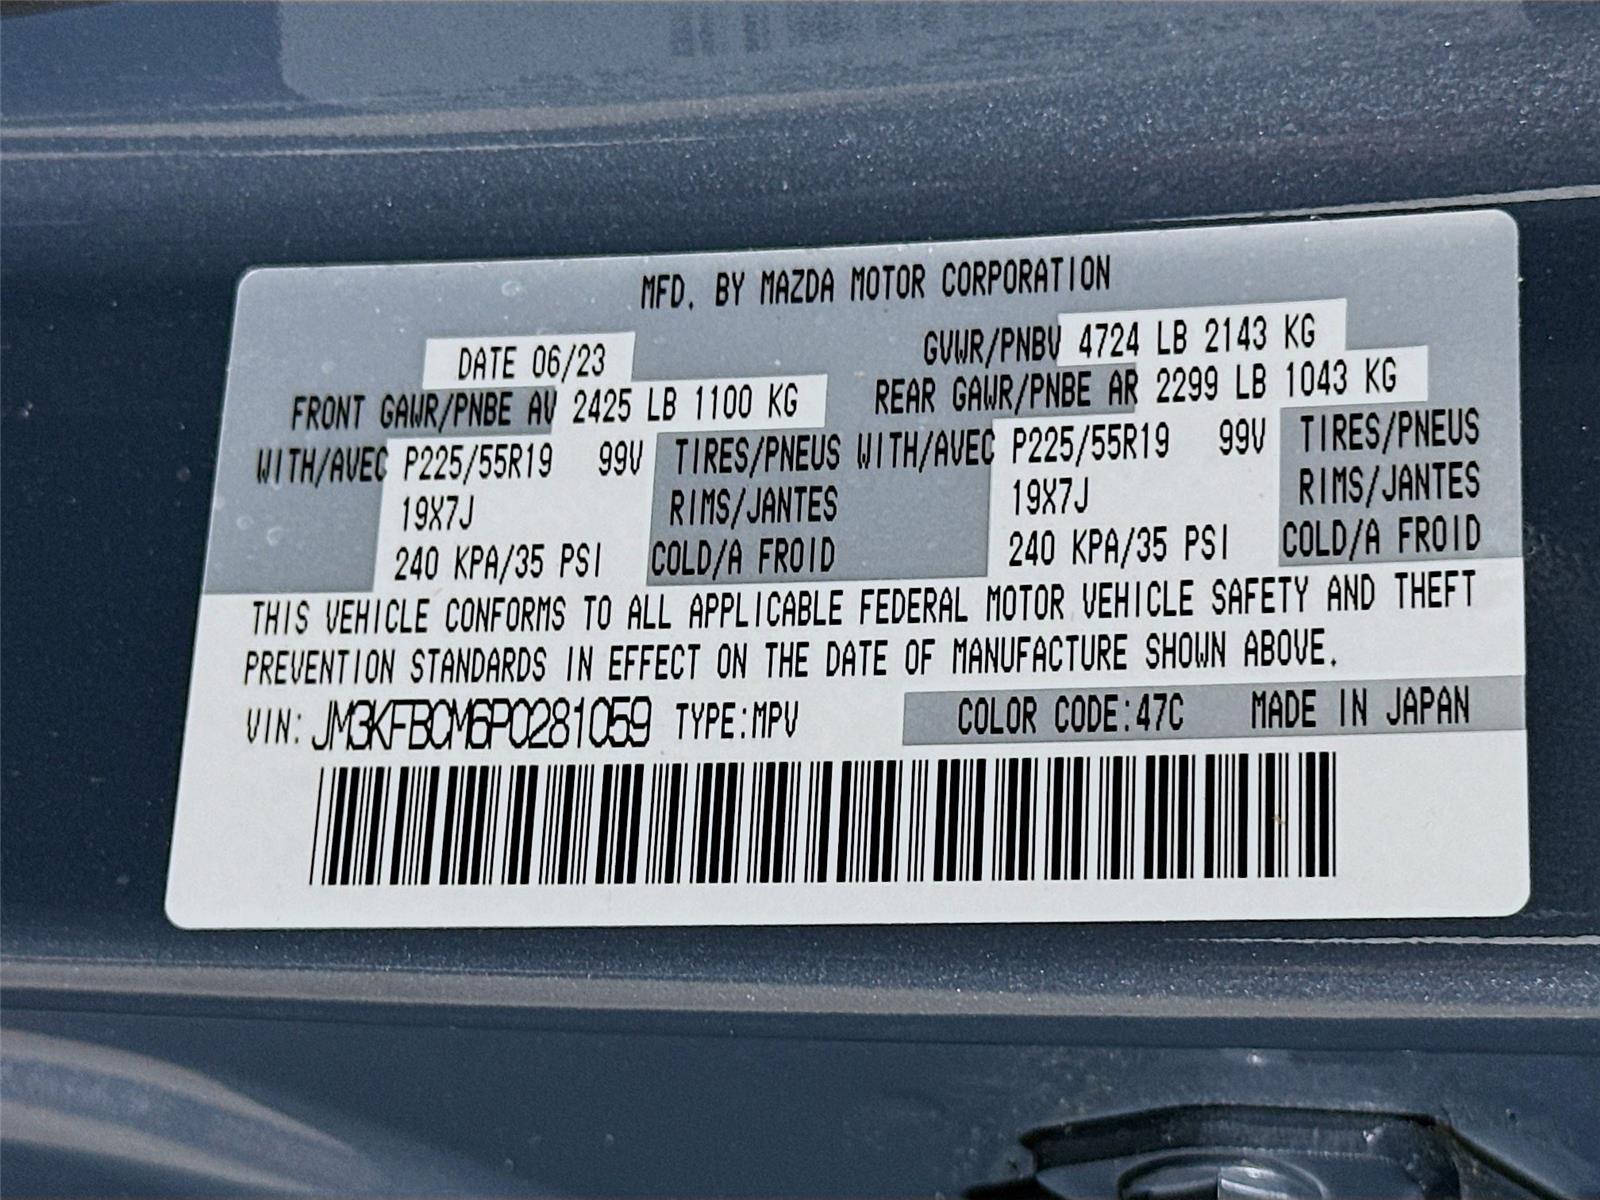 MFD. BY MAZDA MOTOR CORPORATION
DATE 06/23 GVWR/PNBV 4724 LB 2143 KG
FRONT GAWR/PNBE AV 2425 LB 1100 KG REAR GAWR/PNBE AR 2299 LB 1043 KG
WITH/AVEC P225/55R19 99V TIRES/PNEUS WITH/AVEC P225/55R19 99V TIRES/PNEUS
19X7J RIMS/JANTES 19X7J RIMS/JANTES
240 KPA/35 PSI COLD/A FROID 240 KPA/35 PSI COLD/A FROID
THIS VEHICLE CONFORMS TO ALL APPLICABLE FEDERAL MOTOR VEHICLE SAFETY AND THEFT
PREVENTION STANDARDS IN EFFECT ON THE DATE OF MANUFACTURE SHOWN ABOVE.
VIN: JM3KFBCM6P0281059 TYPE:MPV COLOR CODE:47C MADE IN JAPAN